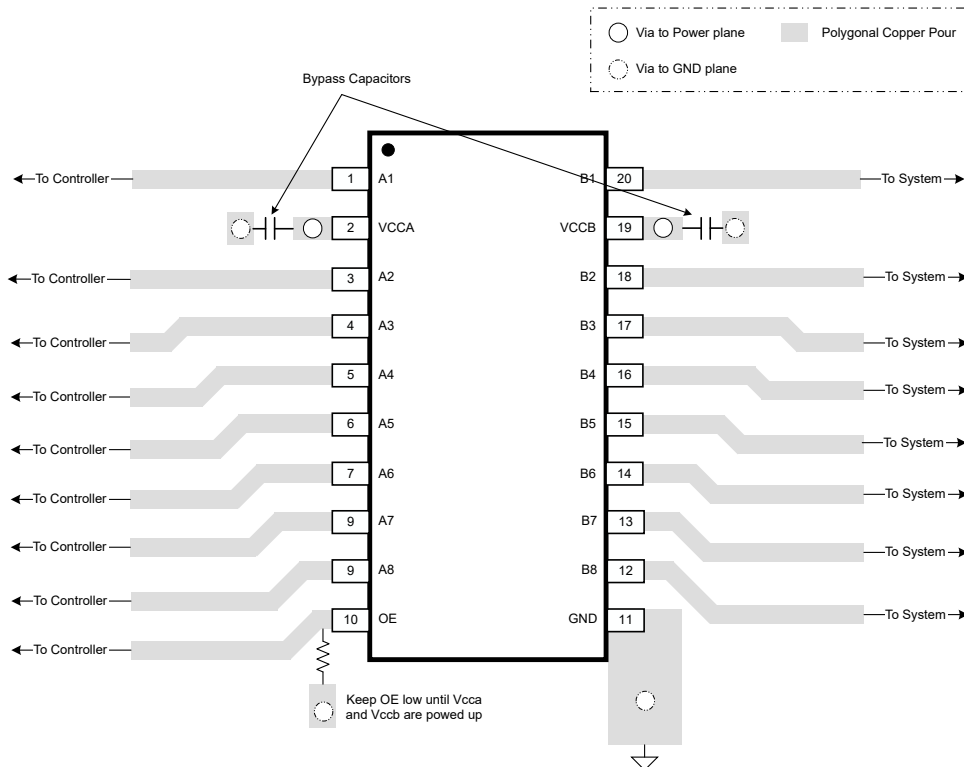 Via to Power plane
Polygonal Copper Pour
Via to GND plane
Bypass Capacitors
To Controller 1 A1 B1 20 To System
2 VCCA VCCB 19
To Controller 3 A2 B2 18 To System
To Controller 4 A3 B3 17 To System
To Controller 5 A4 B4 16 To System
To Controller 6 A5 B5 15 To System
To Controller 7 A6 B6 14 To System
To Controller 9 A7 B7 13 To System
To Controller 9 A8 B8 12 To System
To Controller 10 OE GND 11
Keep OE low until Vcca
and Vccb are powed up